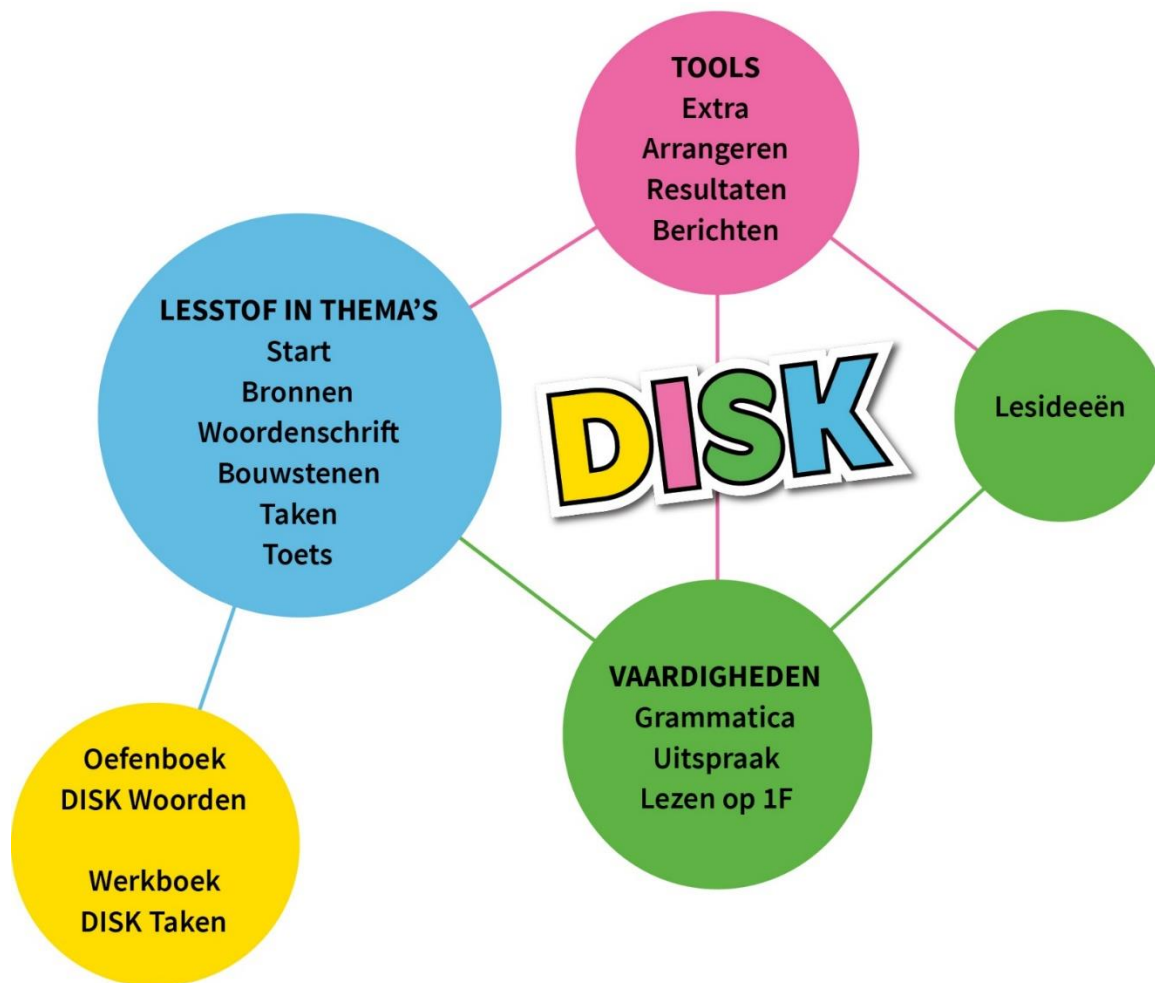 TOOLS
Extra
Arrangeren
Resultaten
Berichten
LESSTOF IN THEMA’S
Start
Bronnen
Woordenschrift
Bouwstenen
Taken
Toets
DISK
Lesideeën
VAARDIGHEDEN
Grammatica
Uitspraak
Lezen op 1F
Oefenboek
DISK Woorden
Werkboek
DISK Taken